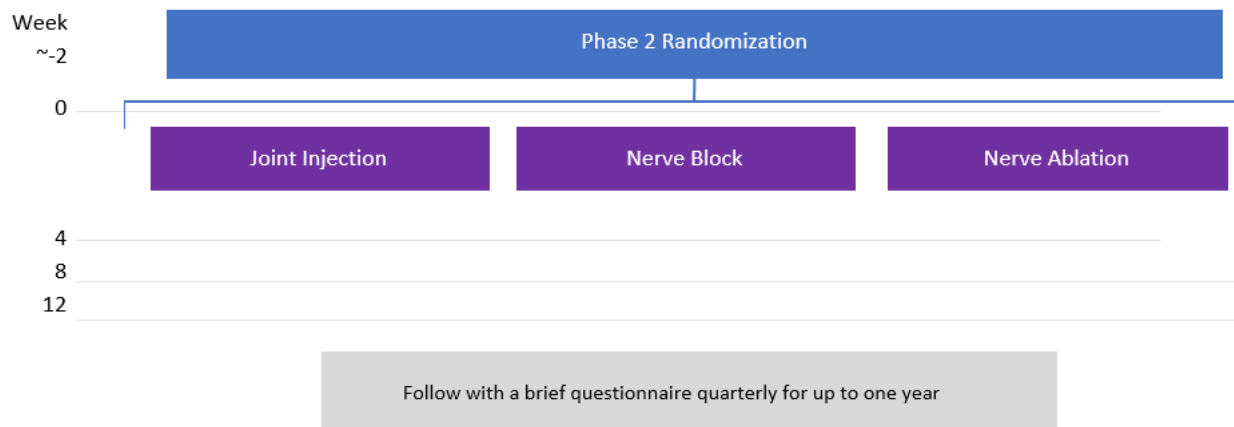 Week
~-2
Phase 2 Randomization
0
Joint Injection
Nerve Block
Nerve Ablation
4
8
12
Follow with a brief questionnaire quarterly for up to one year